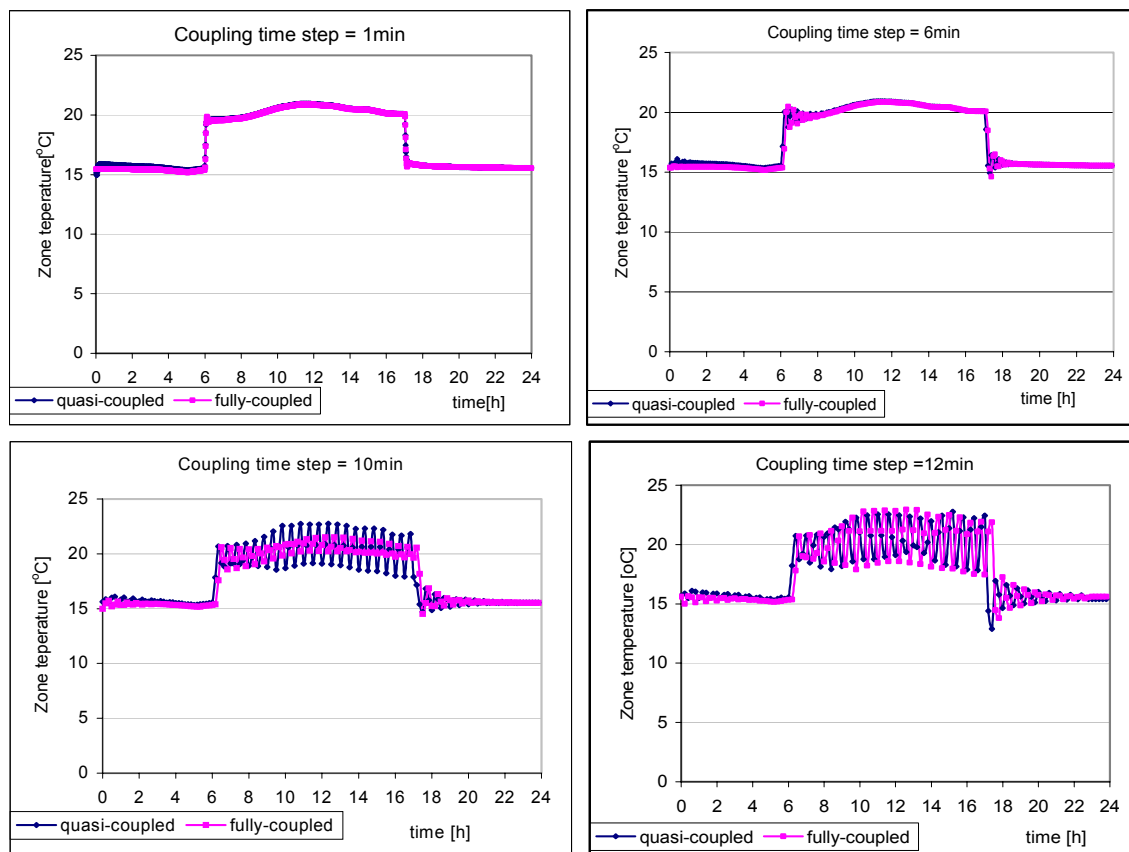 Coupling time step = 1min
Zone teperature[°C]
25
20
15
10
5
0
0 2 4 6 8 10 12 14 16 18 20 22 24
quasi-coupled fully-coupled
time[h]
Coupling time step = 6min
Zone teperature [°C]
25
20
15
10
5
0
0 2 4 6 8 10 12 14 16 18 20 22 24
quasi-coupled fully-coupled
time [h]
Coupling time step = 10min
Zone teperature [°C]
25
20
15
10
5
0
0 2 4 6 8 10 12 14 16 18 20 22 24
quasi-coupled fully-coupled
time [h]
Coupling time step =12min
Zone temperature [oC]
25
20
15
10
5
0
0 2 4 6 8 10 12 14 16 18 20 22 24
quasi-coupled fully-coupled
time [h]